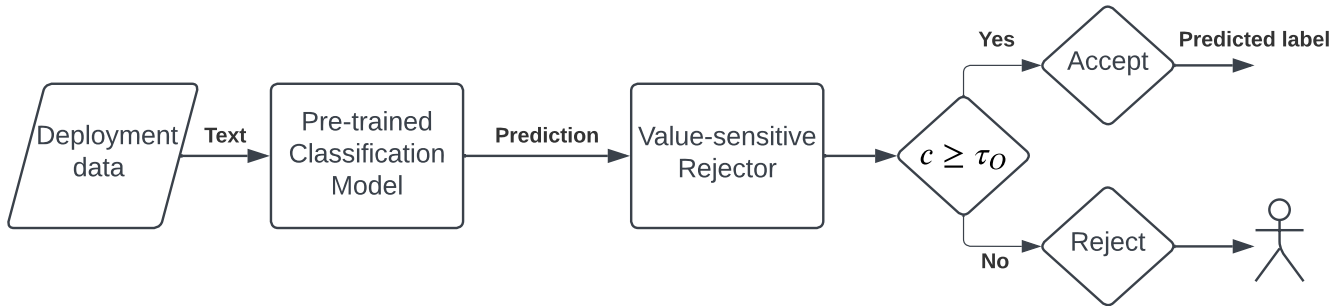 Deployment
data
Text
Pre-trained
Classification
Model
Prediction
Value-sensitive
Rejector
c ≥ τ_O
Yes
Accept
Predicted label
No
Reject